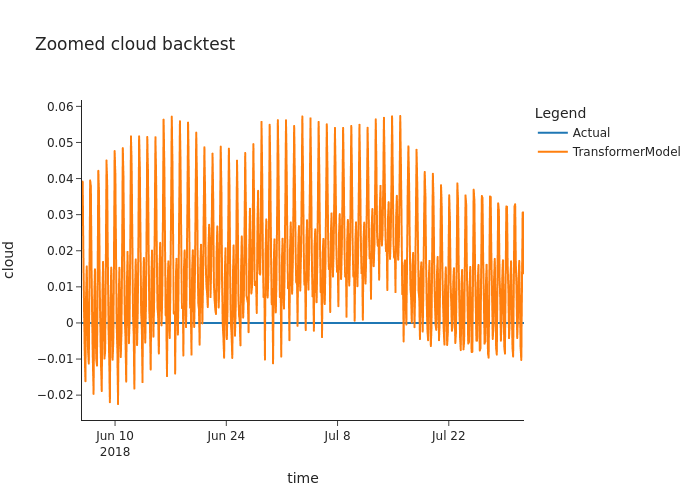 Zoomed cloud backtest
Legend
Actual
TransformerModel
0.06
0.05
0.04
0.03
0.02
0.01
0
−0.01
−0.02
cloud
Jun 10
2018
Jun 24
Jul 8
Jul 22
time